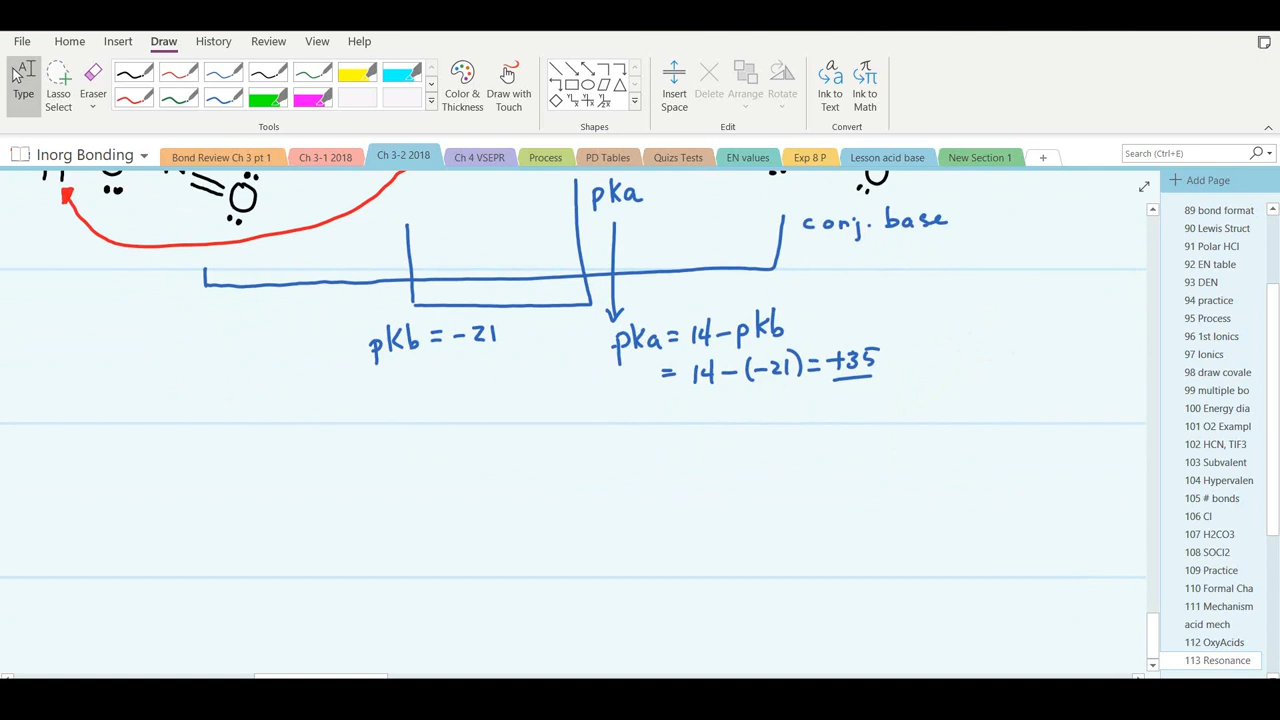 File Home Insert Draw History Review View Help
Type
Lasso Select
Eraser
Color & Thickness
Draw with Touch
Insert Space
Delete
Arrange
Rotate
Ink to Text
Ink to Math
Tools
Shapes
Edit
Convert
Inorg Bonding
Bond Review Ch 3 pt 1
Ch 3-1 2018
Ch 3-2 2018
Ch 4 VSEPR
Process
PD Tables
Quizs Tests
EN values
Exp 8 P
Lesson acid base
New Section 1
Search (Ctrl+E)
Add Page
89 bond format
90 Lewis Struct
91 Polar HCl
92 EN table
93 DEN
94 practice
95 Process
96 1st Ionics
97 Ionics
98 draw covale
99 multiple bo
100 Energy dia
101 O2 Exampl
102 HCN, TIF3
103 Subvalent
104 Hypervalen
105 # bonds
106 CI
107 H2CO3
108 SOCl2
109 Practice
110 Formal Cha
111 Mechanism
acid mech
112 OxyAcids
113 Resonance
O
pka
conj. base
pkb = -21
pka = 14 - pkb
= 14 - (-21) = +35